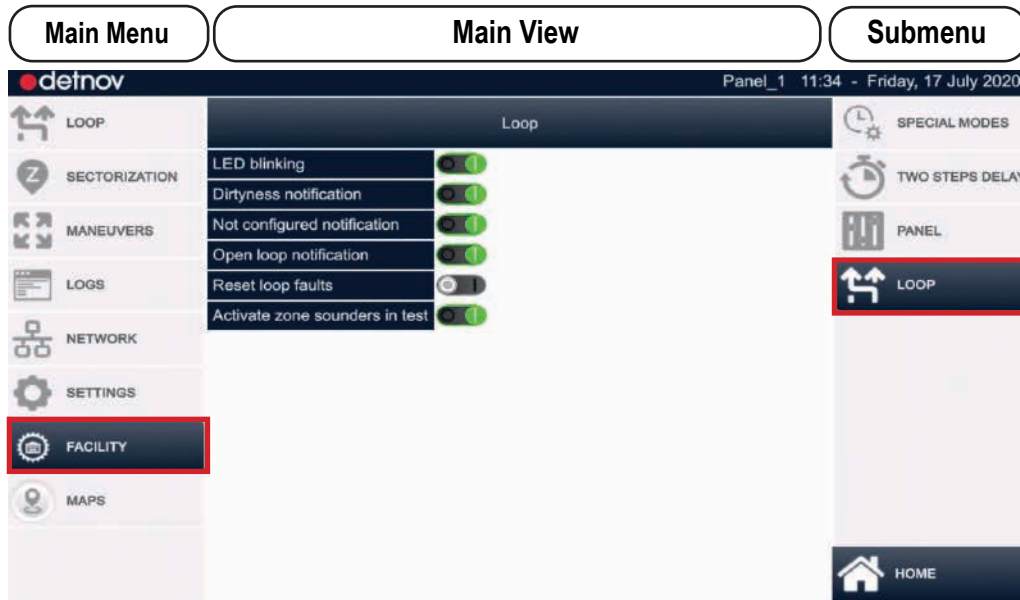 Main Menu
Main View
Submenu
detnov
Panel_1 11:34 - Friday, 17 July 2020
LOOP
SECTORIZATION
MANEUVERS
LOGS
NETWORK
SETTINGS
FACILITY
MAPS
Loop
LED blinking
Dirtyness notification
Not configured notification
Open loop notification
Reset loop faults
Activate zone sounders in test
SPECIAL MODES
TWO STEPS DELAY
PANEL
LOOP
HOME